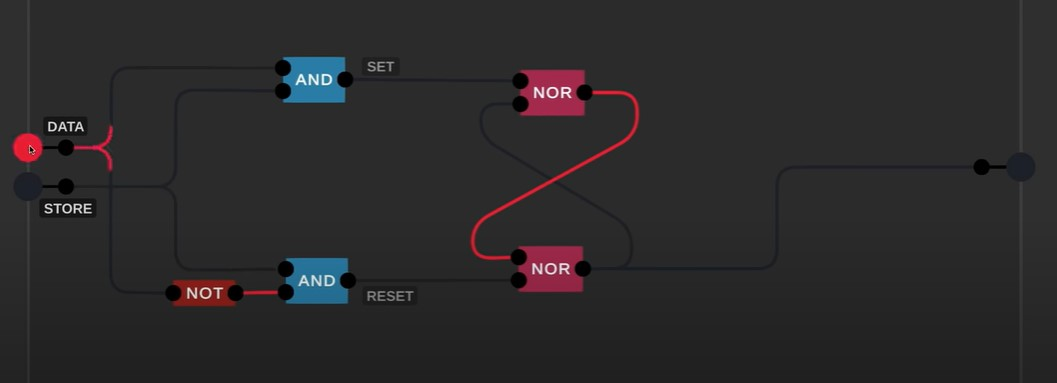 DATA
STORE
AND
SET
NOR
NOT
AND
RESET
NOR